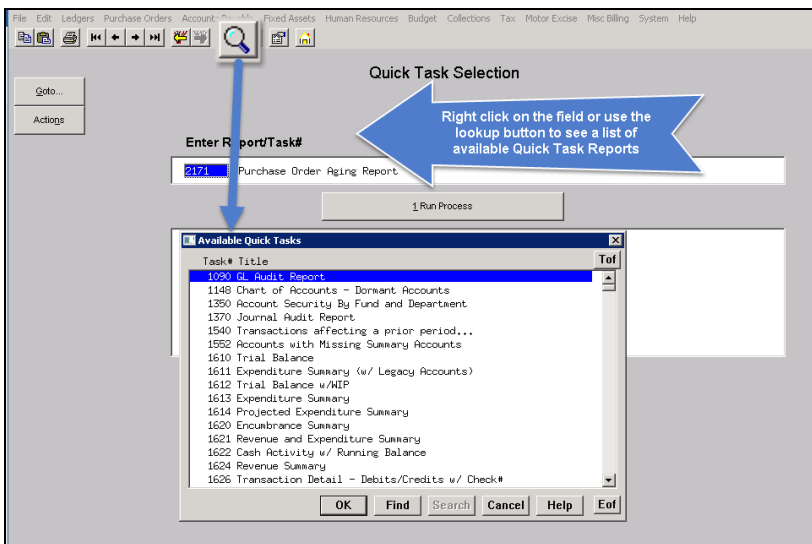 File Edit Ledgers Purchase Orders Accounts Payable Fixed Assets Human Resources Budget Collections Tax Motor Excise Misc Billing System Help
Quick Task Selection
Goto...
Actions
Right click on the field or use the
lookup button to see a list of
available Quick Task Reports
Enter Report/Task#
2171 Purchase Order Aging Report
1 Run Process
Available Quick Tasks
Task# Title
Tof
1090 GL Audit Report
1148 Chart of Accounts - Dormant Accounts
1350 Account Security By Fund and Department
1370 Journal Audit Report
1540 Transactions affecting a prior period...
1552 Accounts with Missing Summary Accounts
1610 Trial Balance
1611 Expenditure Summary (w/ Legacy Accounts)
1612 Trial Balance w/WIP
1613 Expenditure Summary
1614 Projected Expenditure Summary
1620 Encumbrance Summary
1621 Revenue and Expenditure Summary
1622 Cash Activity w/ Running Balance
1624 Revenue Summary
1626 Transaction Detail - Debits/Credits w/ Check#
OK Find Search Cancel Help Eof